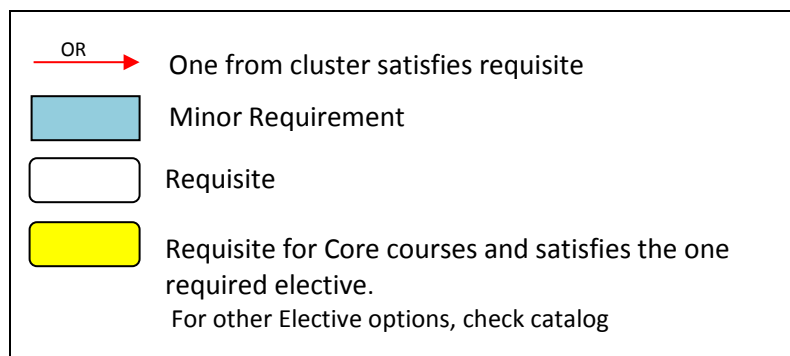 OR
One from cluster satisfies requisite
Minor Requirement
Requisite
Requisite for Core courses and satisfies the one
required elective.
For other Elective options, check catalog